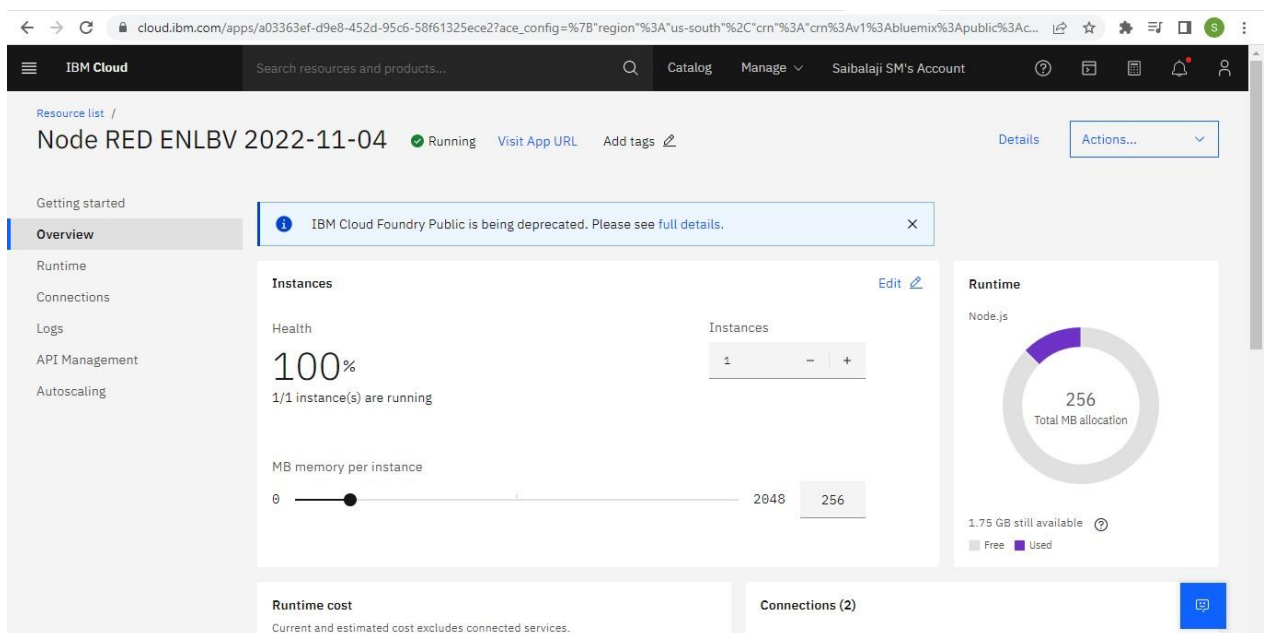 cloud.ibm.com/apps/a03363ef-d9e8-452d-95c6-58f61325ece2?ace_config=%7B"region"%3A"us-south"%2C"crn"%3A"crn%3Av1%3Abluemix%3Apublic%3Ac...
S
IBM Cloud Search resources and products... Catalog Manage Saibalaji SM's Account
Resource list /
Node RED ENLBV 2022-11-04 Running Visit App URL Add tags Details Actions...
Getting started
Overview
Runtime
Connections
Logs
API Management
Autoscaling
IBM Cloud Foundry Public is being deprecated. Please see full details.
Instances Edit
Health
100%
1/1 instance(s) are running
Instances
1 - +
MB memory per instance
0 2048 256
Runtime
Node.js
256
Total MB allocation
1.75 GB still available
Free Used
Runtime cost
Current and estimated cost excludes connected services.
Connections (2)